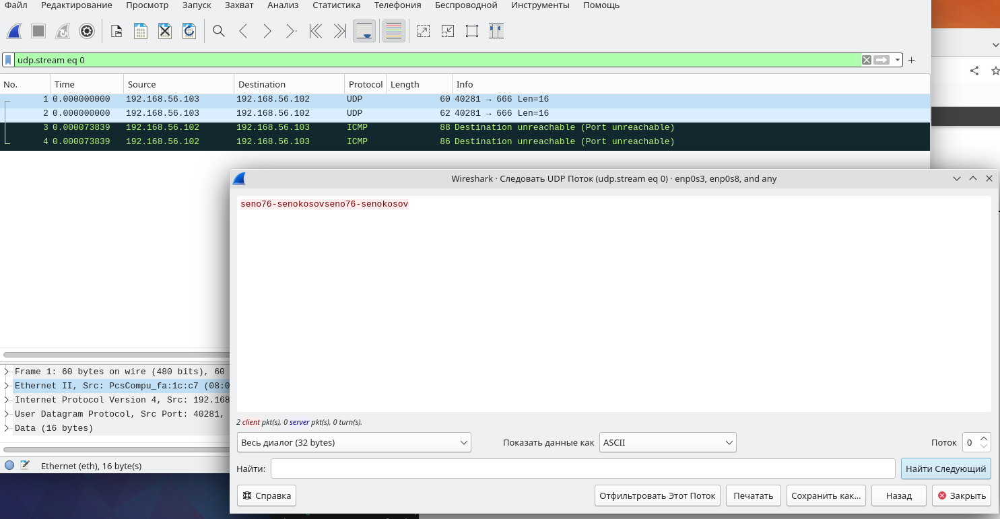 Файл Редактирование Просмотр Запуск Захват Анализ Статистика Телефония Беспроводной Инструменты Помощь
udp.stream eq 0
No. Time Source Destination Protocol Length Info
1 0.000000000 192.168.56.103 192.168.56.102 UDP 60 40281 → 666 Len=16
2 0.000000000 192.168.56.103 192.168.56.102 UDP 62 40281 → 666 Len=16
3 0.000073839 192.168.56.102 192.168.56.103 ICMP 88 Destination unreachable (Port unreachable)
4 0.000073839 192.168.56.102 192.168.56.103 ICMP 86 Destination unreachable (Port unreachable)
Wireshark · Следовать UDP Поток (udp.stream eq 0) · enp0s3, enp0s8, and any
seno76-senokosovseno76-senokosov
Frame 1: 60 bytes on wire (480 bits), 60
Ethernet II, Src: PcsCompu_fa:1c:c7 (08:0
Internet Protocol Version 4, Src: 192.168
User Datagram Protocol, Src Port: 40281,
Data (16 bytes)
Ethernet (eth), 16 byte(s)
2 client pkt(s), 0 server pkt(s), 0 turn(s).
Весь диалог (32 bytes) Показать данные как ASCII Поток 0
Найти: Найти Следующий
Справка Отфильтровать Этот Поток Печатать Сохранить как... Назад Закрыть